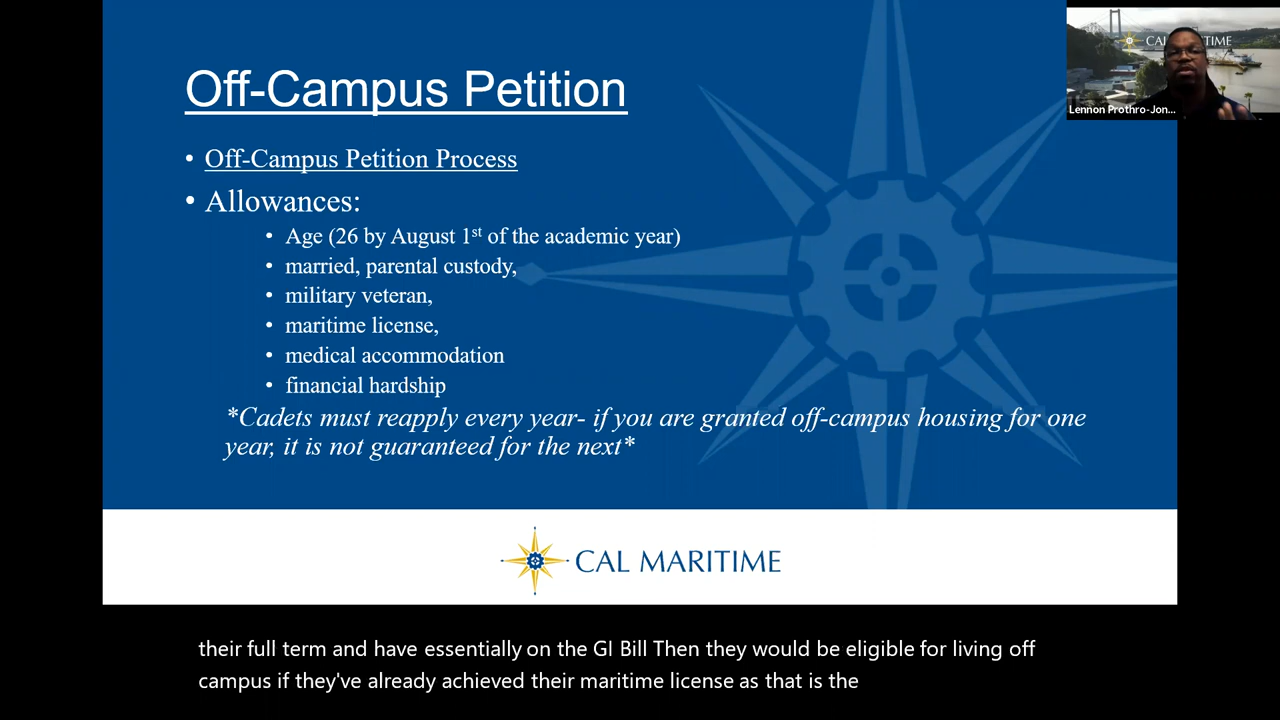 Off-Campus Petition
• Off-Campus Petition Process
• Allowances:
• Age (26 by August 1st of the academic year)
• married, parental custody,
• military veteran,
• maritime license,
• medical accommodation
• financial hardship
*Cadets must reapply every year- if you are granted off-campus housing for one
year, it is not guaranteed for the next*
CAL MARITIME
Lennon Prothro-Jon...
their full term and have essentially on the GI Bill Then they would be eligible for living off
campus if they've already achieved their maritime license as that is the